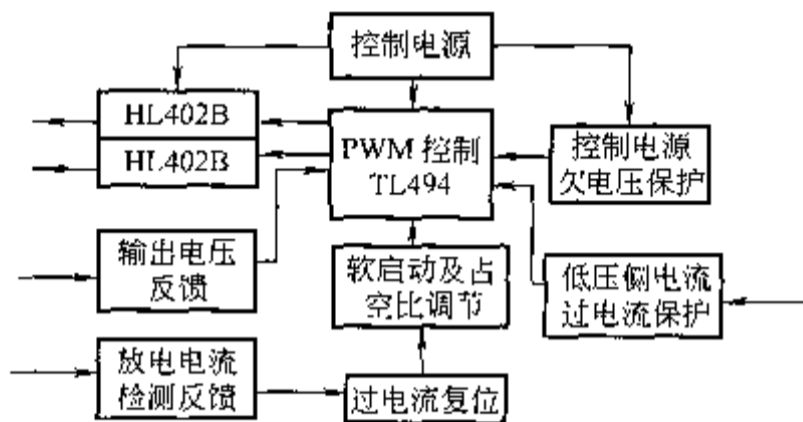 控制电源
HL402B
HL402B
PWM 控制
TL494
控制电源
欠电压保护
输出电压
反馈
软启动及占
空比调节
低压侧电流
过电流保护
放电电流
检测反馈
过电流复位